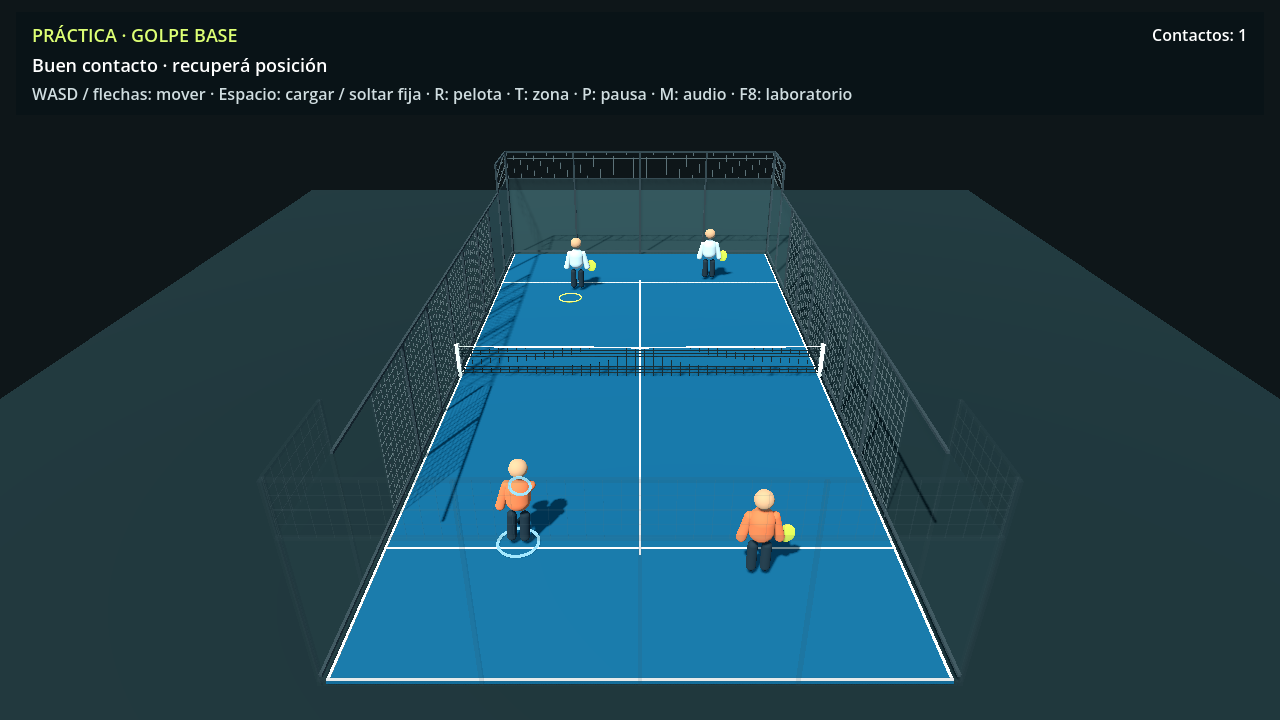 PRÁCTICA · GOLPE BASE
Contactos: 1
Buen contacto · recuperá posición
WASD / flechas: mover · Espacio: cargar / soltar fija · R: pelota · T: zona · P: pausa · M: audio · F8: laboratorio